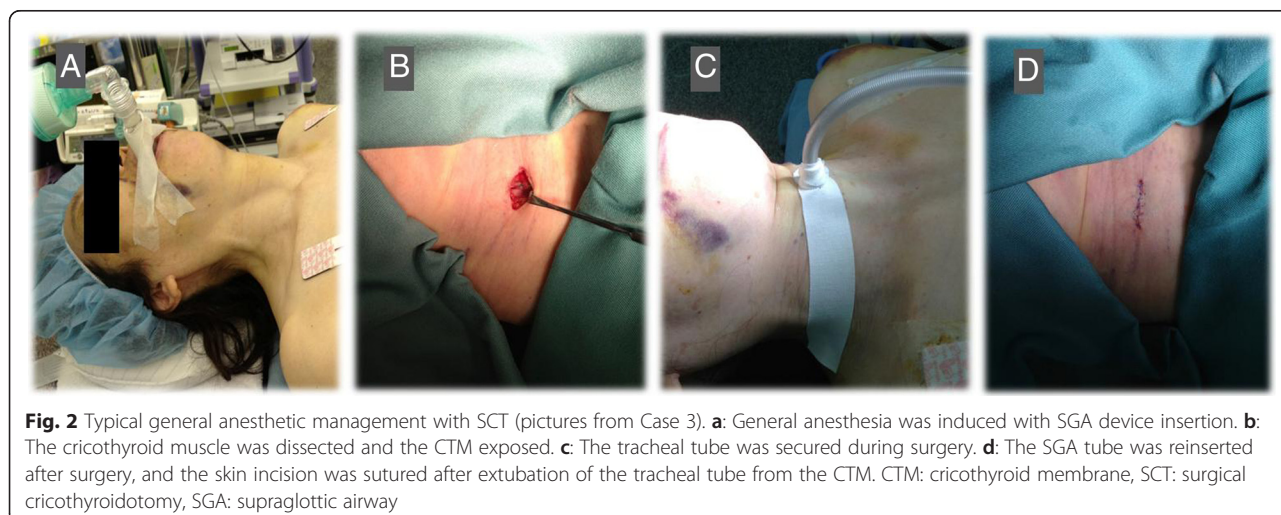 A B C D
Fig. 2 Typical general anesthetic management with SCT (pictures from Case 3). a: General anesthesia was induced with SGA device insertion. b:
The cricothyroid muscle was dissected and the CTM exposed. c: The tracheal tube was secured during surgery. d: The SGA tube was reinserted
after surgery, and the skin incision was sutured after extubation of the tracheal tube from the CTM. CTM: cricothyroid membrane, SCT: surgical
cricothyroidotomy, SGA: supraglottic airway